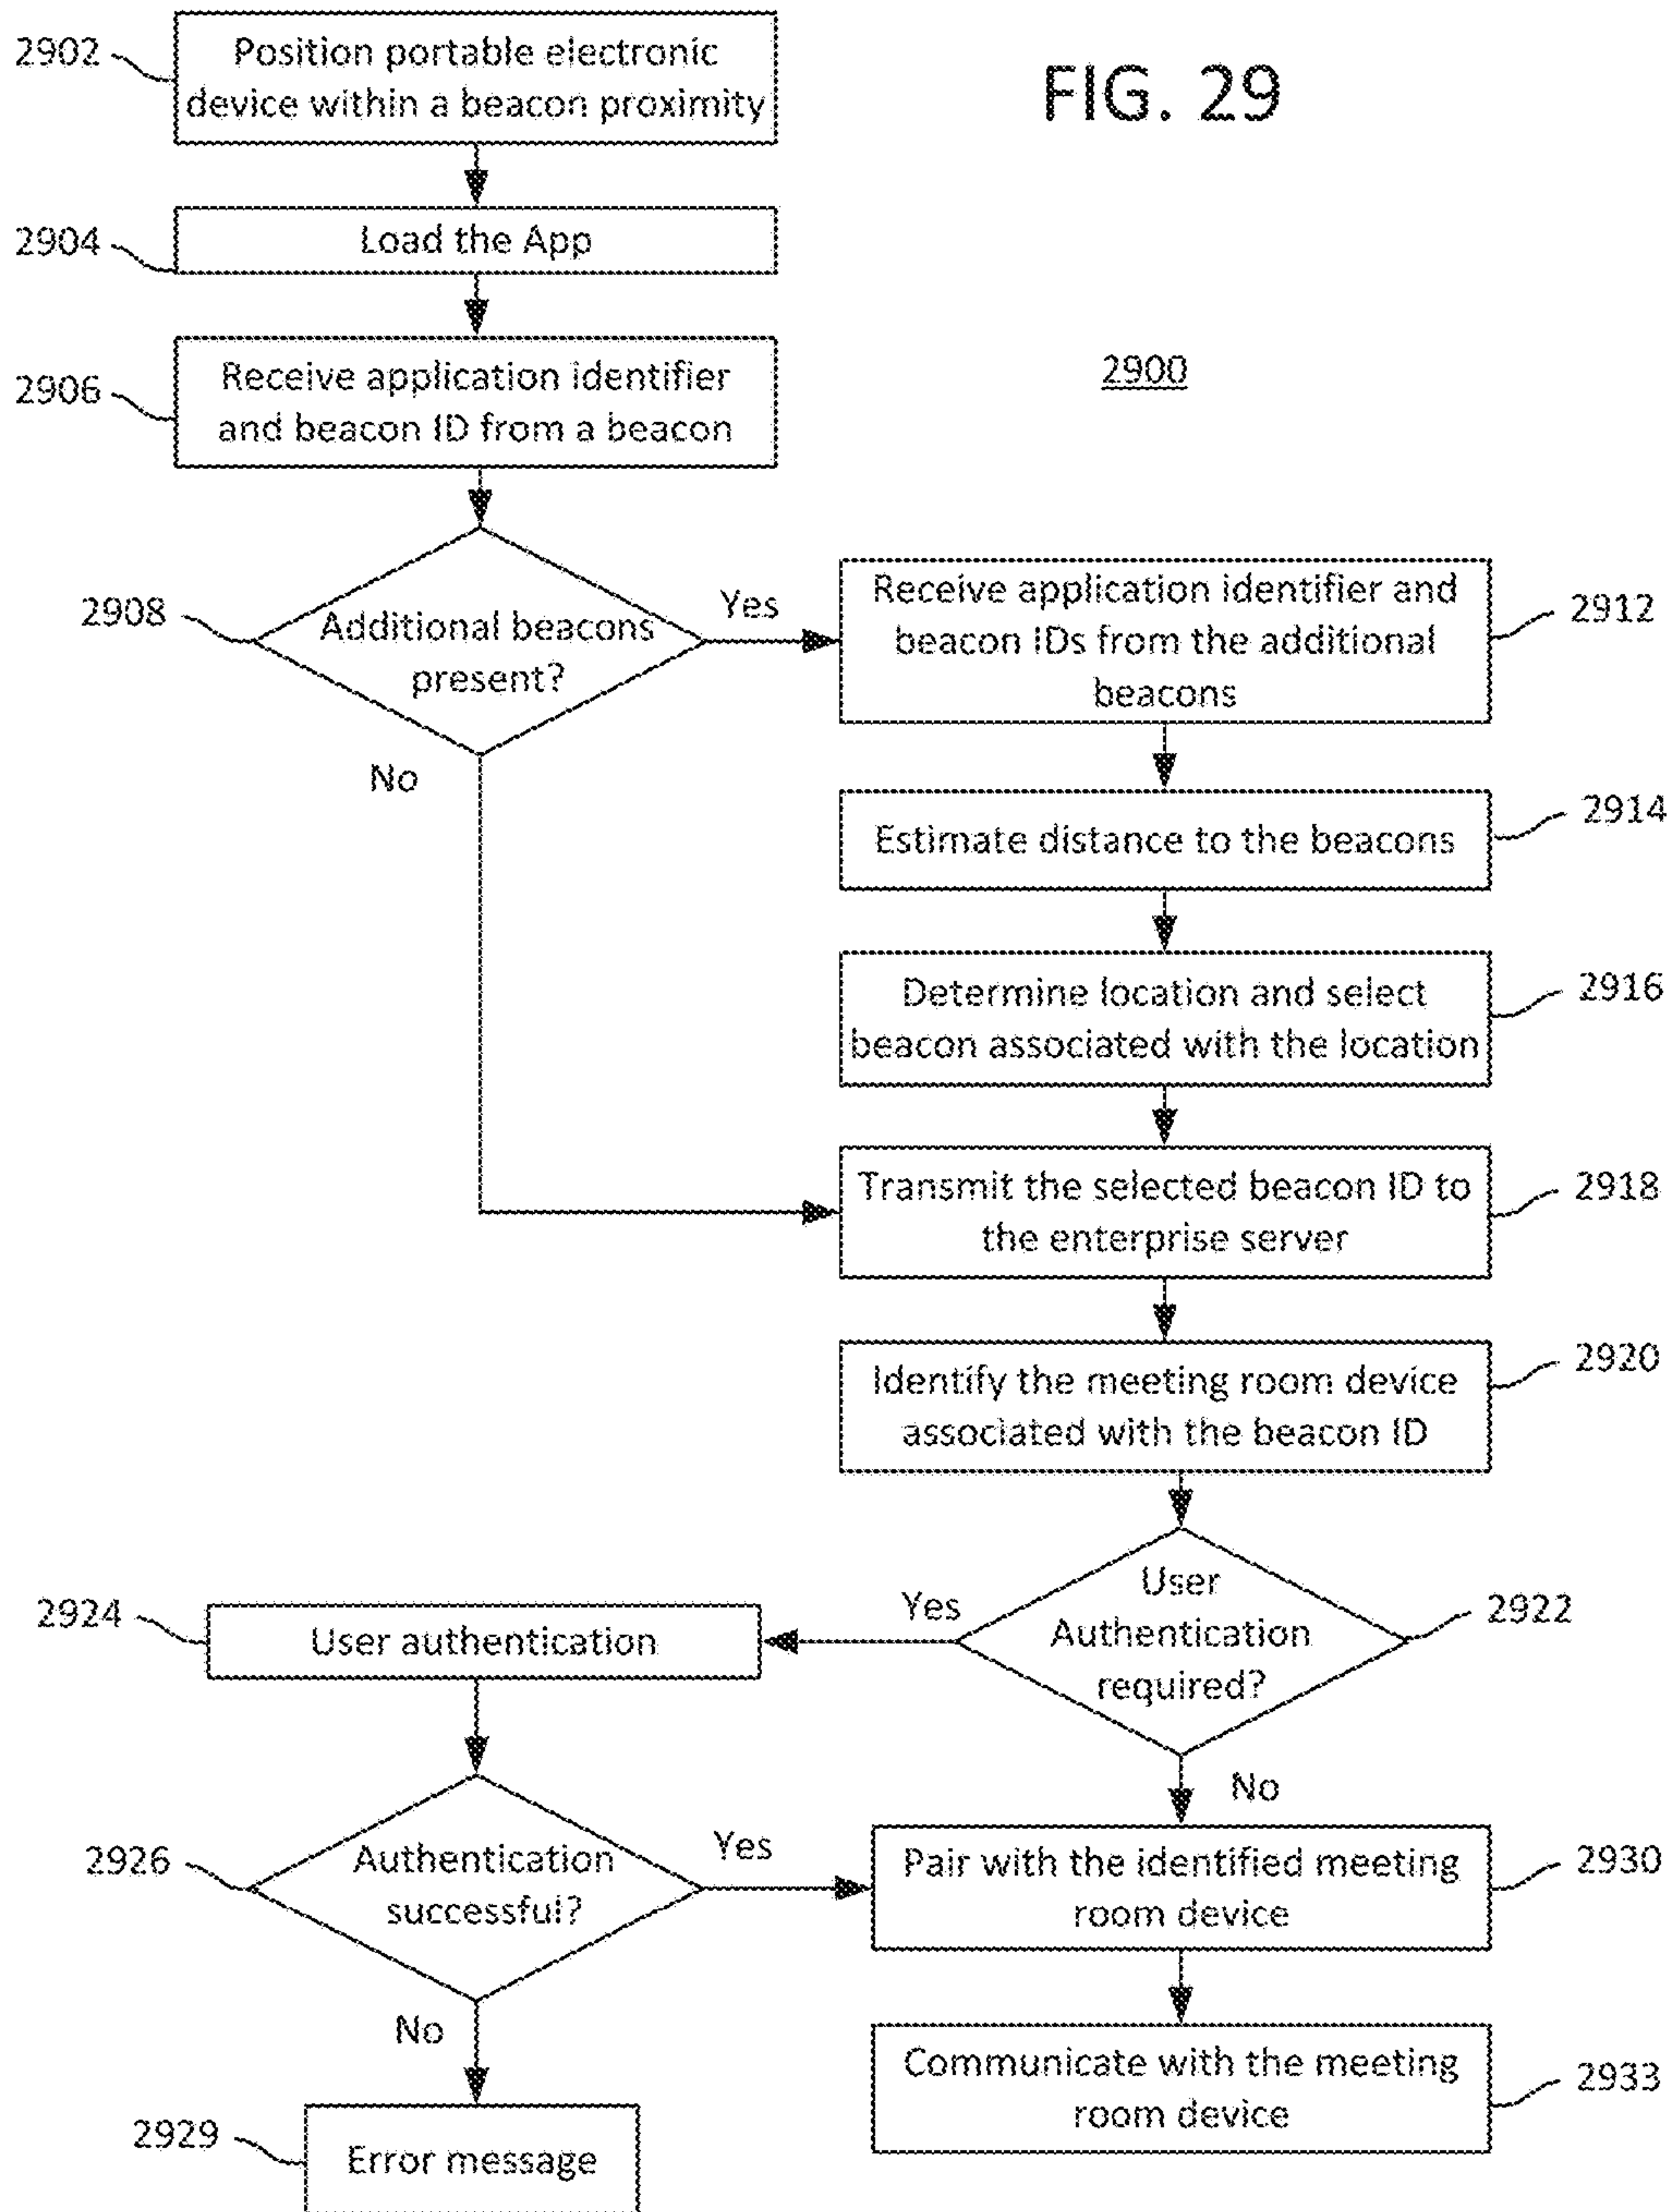 FIG. 29
2900
2902
Position portable electronic
device within a beacon proximity
2904
Load the App
2906
Receive application identifier
and beacon ID from a beacon
2908
Additional beacons
present?
Yes
No
Receive application identifier and
beacon IDs from the additional
beacons
2912
Estimate distance to the beacons
2914
Determine location and select
beacon associated with the location
2916
Transmit the selected beacon ID to
the enterprise server
2918
Identify the meeting room device
associated with the beacon ID
2920
User
Authentication
required?
2922
Yes
No
2924
User authentication
2926
Authentication
successful?
Yes
No
Pair with the identified meeting
room device
2930
Communicate with the meeting
room device
2933
2929
Error message